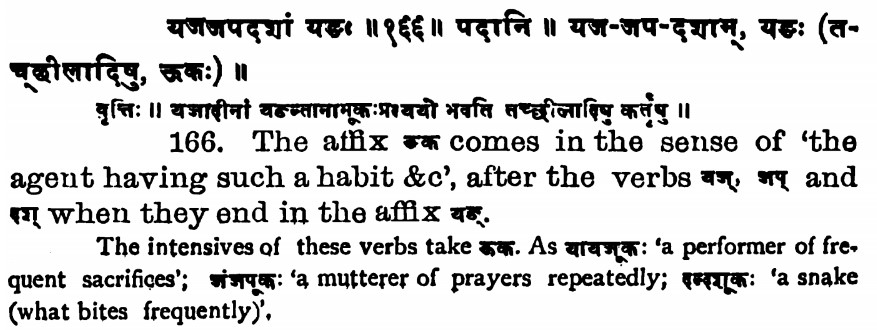 यजजपदशां यङः ॥१६६॥ पदानि ॥ यज-जप-दशाम्, यङः (त-
च्छीलादिषु, ऊकः) ॥
वृत्तिः ॥ यजादीनां यङन्तानामूकःप्रत्ययो भवति तच्छीलादिषु कर्तृषु ॥
166. The affix ऊक comes in the sense of ‘the
agent having such a habit &c’, after the verbs यज्, जप् and
दश् when they end in the affix यङ्.
The intensives of these verbs take ऊक. As यायजूकः ‘a performer of fre-
quent sacrifices’; जंजपूकः ‘a mutterer of prayers repeatedly; दन्दशूकः ‘a snake
(what bites frequently)’.